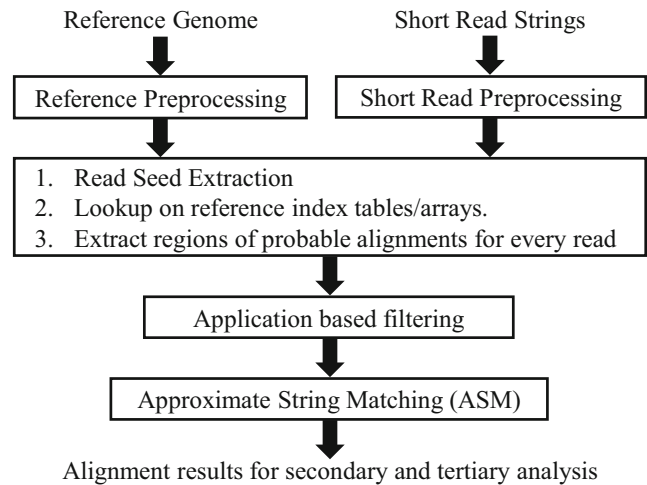 Reference Genome
Short Read Strings
Reference Preprocessing
Short Read Preprocessing
1. Read Seed Extraction
2. Lookup on reference index tables/arrays.
3. Extract regions of probable alignments for every read
Application based filtering
Approximate String Matching (ASM)
Alignment results for secondary and tertiary analysis